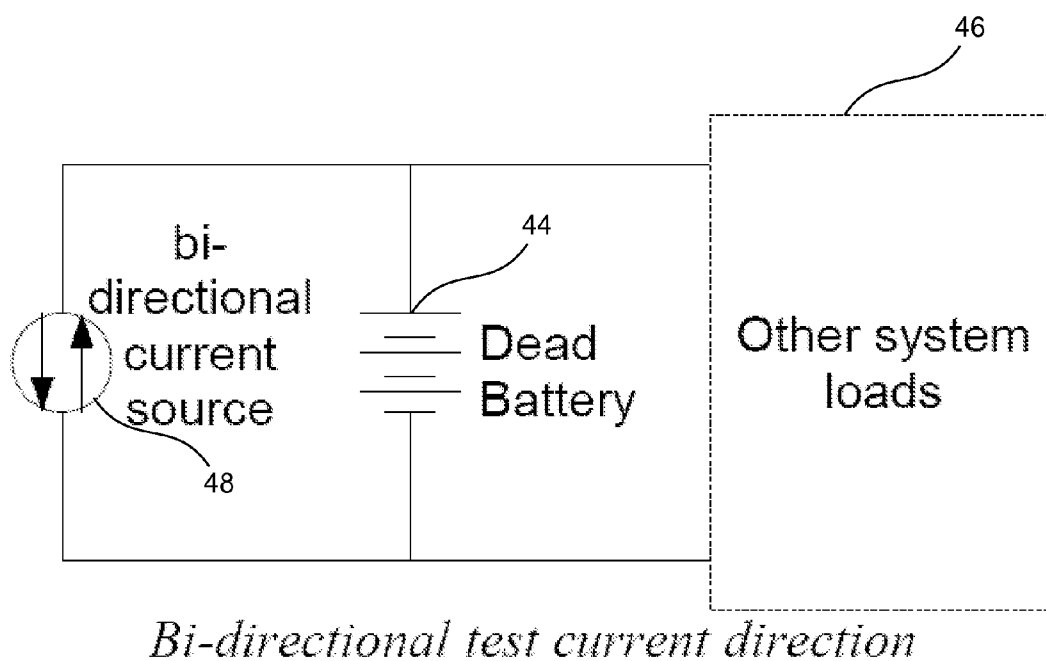 46
bi-
directional
current
source
48
44
Dead
Battery
Other system
loads
Bi-directional test current direction